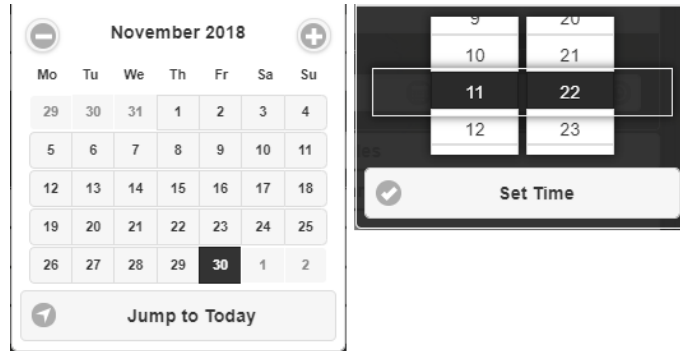 November 2018
Mo Tu We Th Fr Sa Su
29 30 31 1 2 3 4
5 6 7 8 9 10 11
12 13 14 15 16 17 18
19 20 21 22 23 24 25
26 27 28 29 30 1 2
Jump to Today
9 20
10 21
11 22
12 23
Set Time